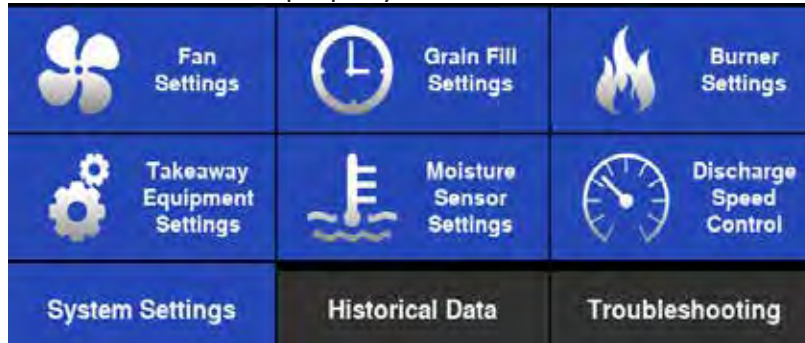 Fan
Settings
Grain Fill
Settings
Burner
Settings
Takeaway
Equipment
Settings
Moisture
Sensor
Settings
Discharge
Speed
Control
System Settings
Historical Data
Troubleshooting